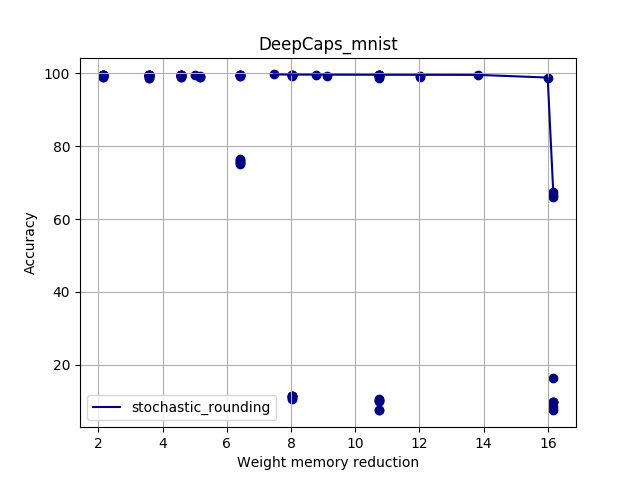 DeepCaps_mnist
100
80
60
40
20
Accuracy
stochastic_rounding
2 4 6 8 10 12 14 16
Weight memory reduction